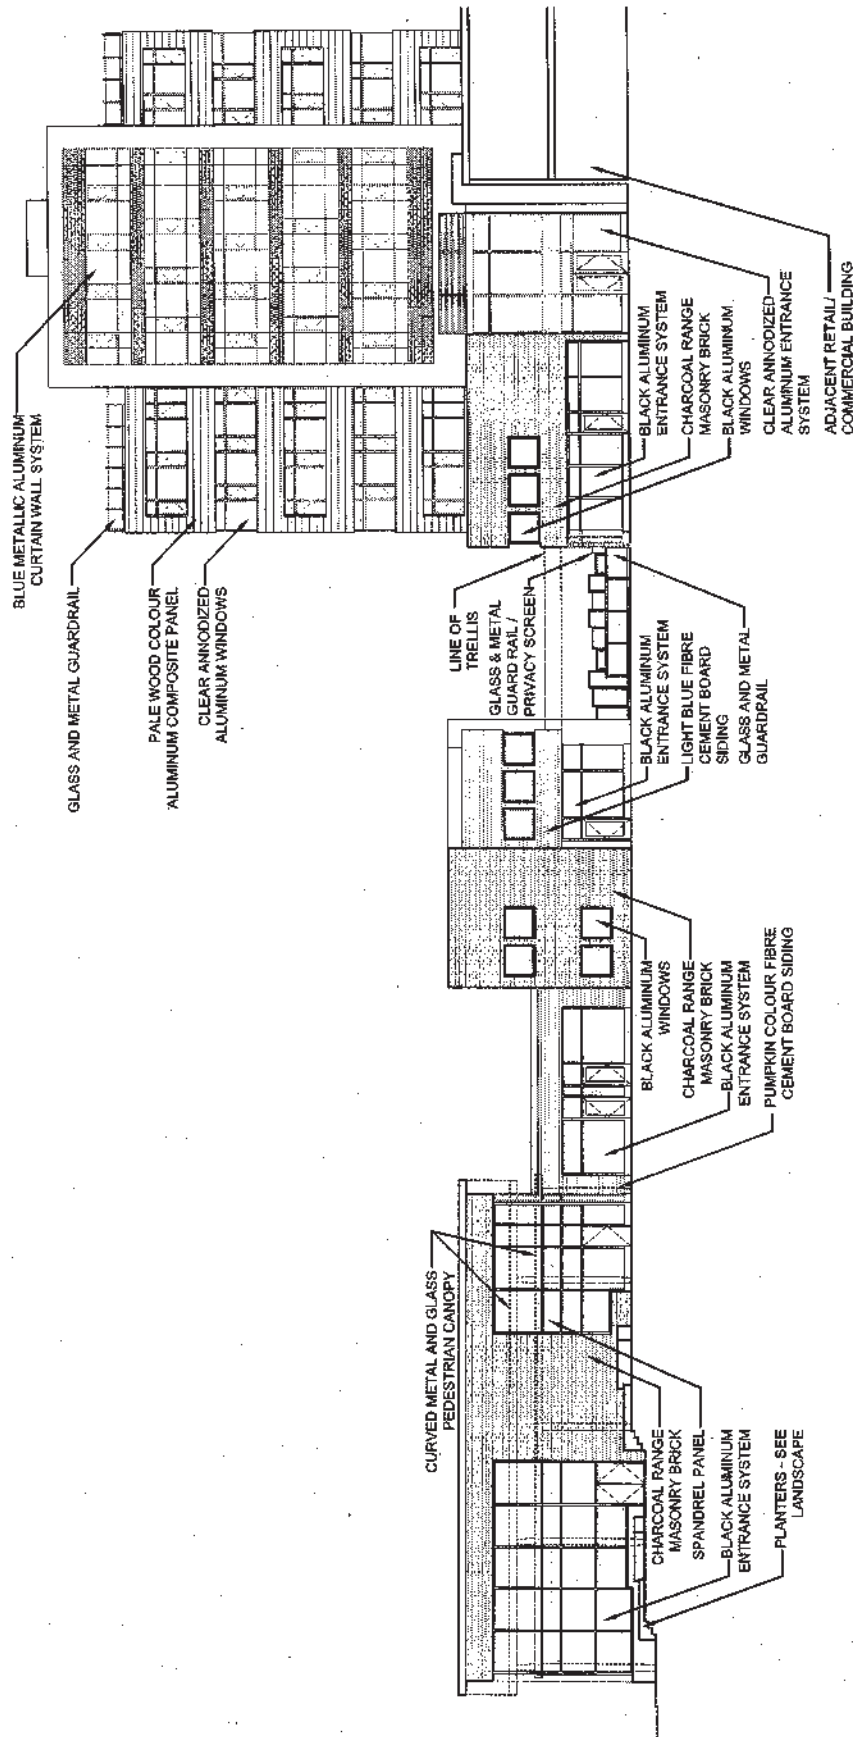 BLUE METALLIC ALUMINUM
CURTAIN WALL SYSTEM
GLASS AND METAL GUARDRAIL
PALE WOOD COLOUR
ALUMINUM COMPOSITE PANEL
CLEAR ANNODIZED
ALUMINUM WINDOWS
LINE OF
TRELLIS
GLASS & METAL
GUARD RAIL /
PRIVACY SCREEN
CURVED METAL AND GLASS
PEDESTRIAN CANOPY
CHARCOAL RANGE
MASONRY BRICK
SPANDREL PANEL
BLACK ALUMINUM
ENTRANCE SYSTEM
PLANTERS - SEE
LANDSCAPE
BLACK ALUMINUM
WINDOWS
CHARCOAL RANGE
MASONRY BRICK
BLACK ALUMINUM
ENTRANCE SYSTEM
PUMPKIN COLOUR FIBRE
CEMENT BOARD SIDING
BLACK ALUMINUM
ENTRANCE SYSTEM
LIGHT BLUE FIBRE
CEMENT BOARD
SIDING
GLASS AND METAL
GUARDRAIL
BLACK ALUMINUM
ENTRANCE SYSTEM
CHARCOAL RANGE
MASONRY BRICK
BLACK ALUMINUM
WINDOWS
CLEAR ANNODIZED
ALUMINUM ENTRANCE
SYSTEM
ADJACENT RETAIL/
COMMERCIAL BUILDING